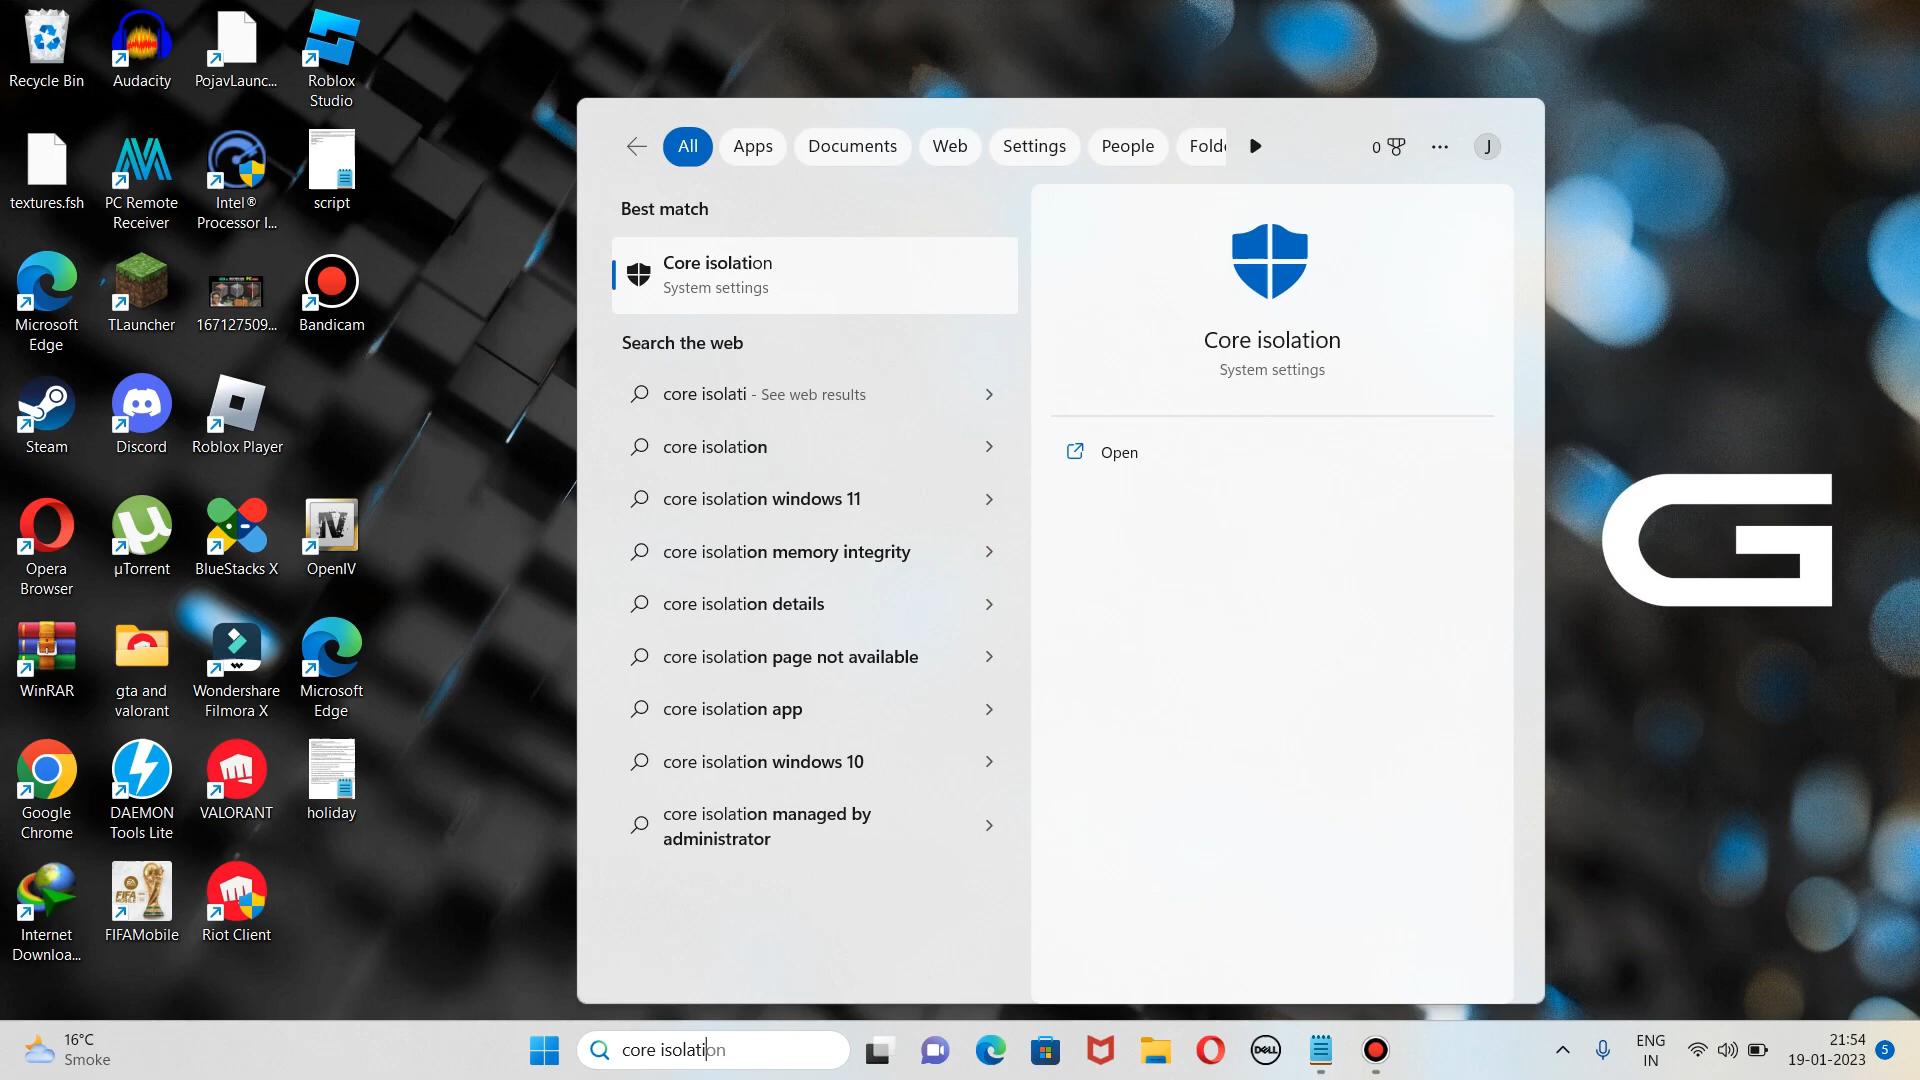 Recycle Bin
Audacity
PojavLaunc...
Roblox
Studio
textures.fsh
PC Remote
Receiver
Intel®
Processor I...
script
Microsoft
Edge
TLauncher
167127509...
Bandicam
Steam
Discord
Roblox Player
Opera
Browser
µTorrent
BlueStacks X
OpenIV
WinRAR
gta and
valorant
Wondershare
Filmora X
Microsoft
Edge
Google
Chrome
DAEMON
Tools Lite
VALORANT
holiday
Internet
Downloa...
FIFAMobile
Riot Client
All
Apps
Documents
Web
Settings
People
Folde
0
J
Best match
Core isolation
System settings
Search the web
core isolati - See web results
core isolation
core isolation windows 11
core isolation memory integrity
core isolation details
core isolation page not available
core isolation app
core isolation windows 10
core isolation managed by
administrator
Core isolation
System settings
Open
G
16°C
Smoke
core isolation
DELL
ENG
IN
21:54
19-01-2023
5